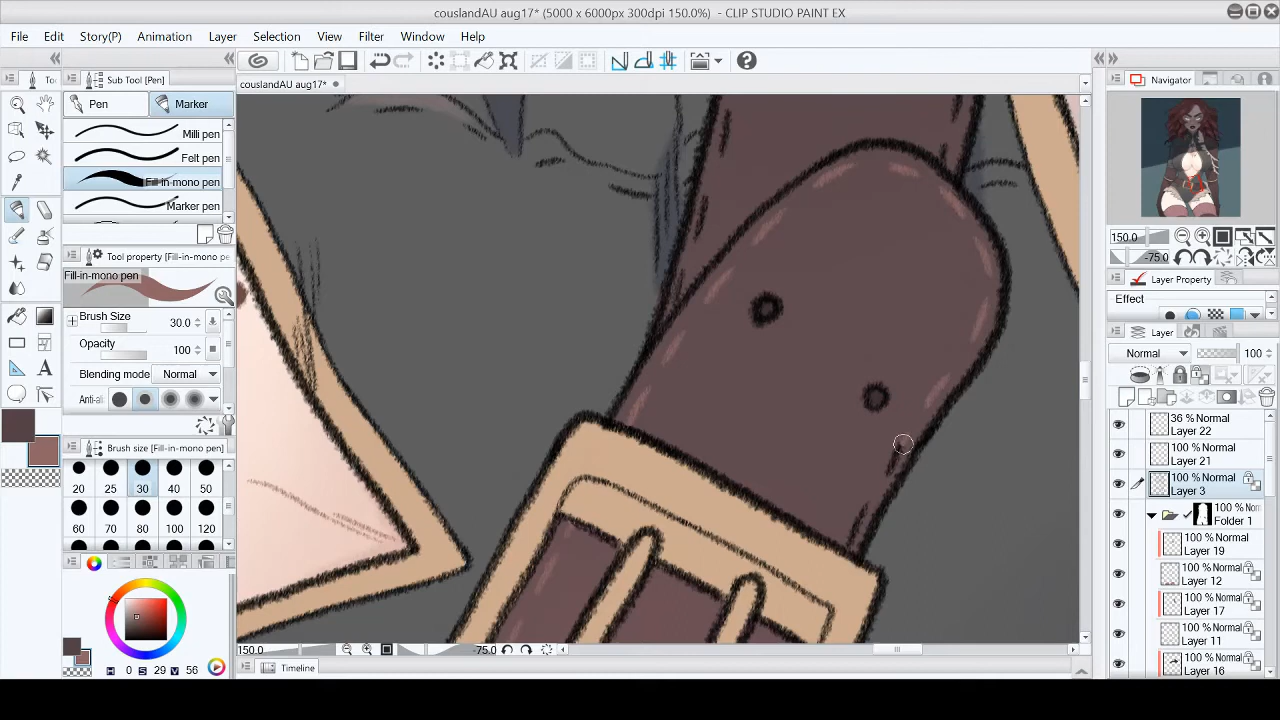 couslandAU aug17* (5000 x 6000px 300dpi 150.0%) - CLIP STUDIO PAINT EX
File Edit Story(P) Animation Layer Selection View Filter Window Help
Sub Tool [Pen]
couslandAU aug17*
Navigator
Pen Marker
Milli pen
Felt pen
Fill-in-mono pen
Marker pen
Tool property [Fill-in-mono pe
Fill-in-mono pen
Brush Size 30.0
Opacity 100
Blending mode Normal
Anti-al
Brush size [Fill-in-mono pen]
20 25 30 40 50
60 70 80 100 120
H 0 S 29 V 56
150.0 -75.0
Timeline
150.0
-75.0
Layer Property
Effect
Layer
Normal 100
36 % Normal
Layer 22
100 % Normal
Layer 21
100 % Normal
Layer 3
100 % Normal
Folder 1
100 % Normal
Layer 19
100 % Normal
Layer 12
100 % Normal
Layer 17
100 % Normal
Layer 11
100 % Normal
Layer 16